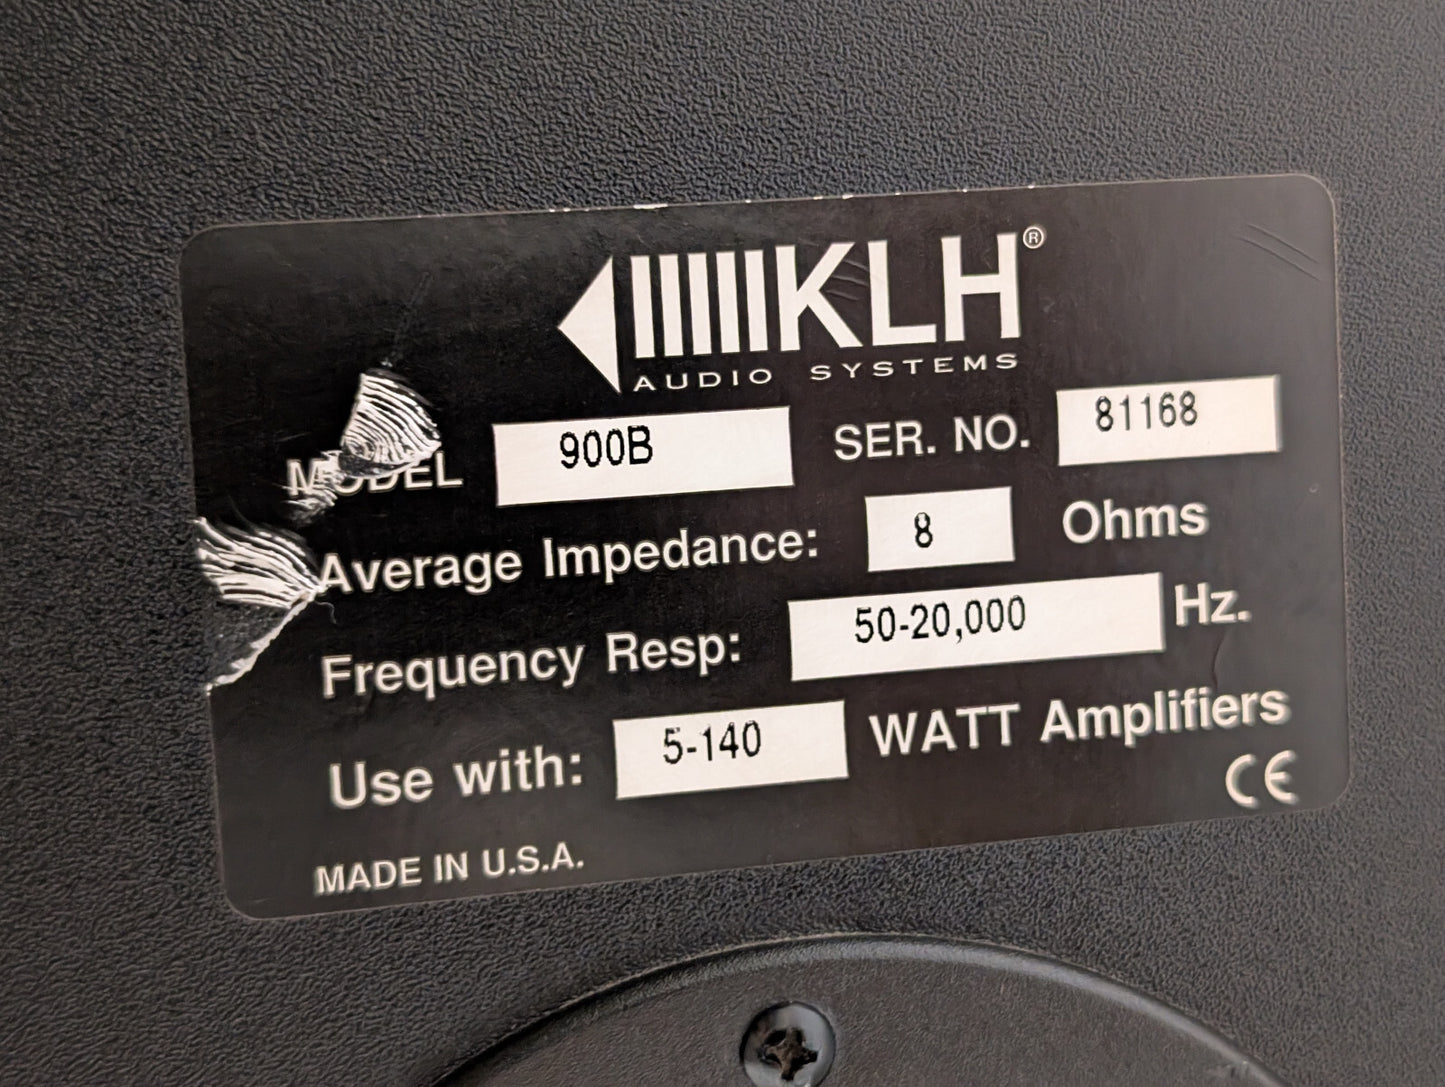 KLH®
AUDIO SYSTEMS
MODEL 900B SER. NO. 81168
Average Impedance: 8 Ohms
Frequency Resp: 50-20,000 Hz.
Use with: 5-140 WATT Amplifiers
CE
MADE IN U.S.A.